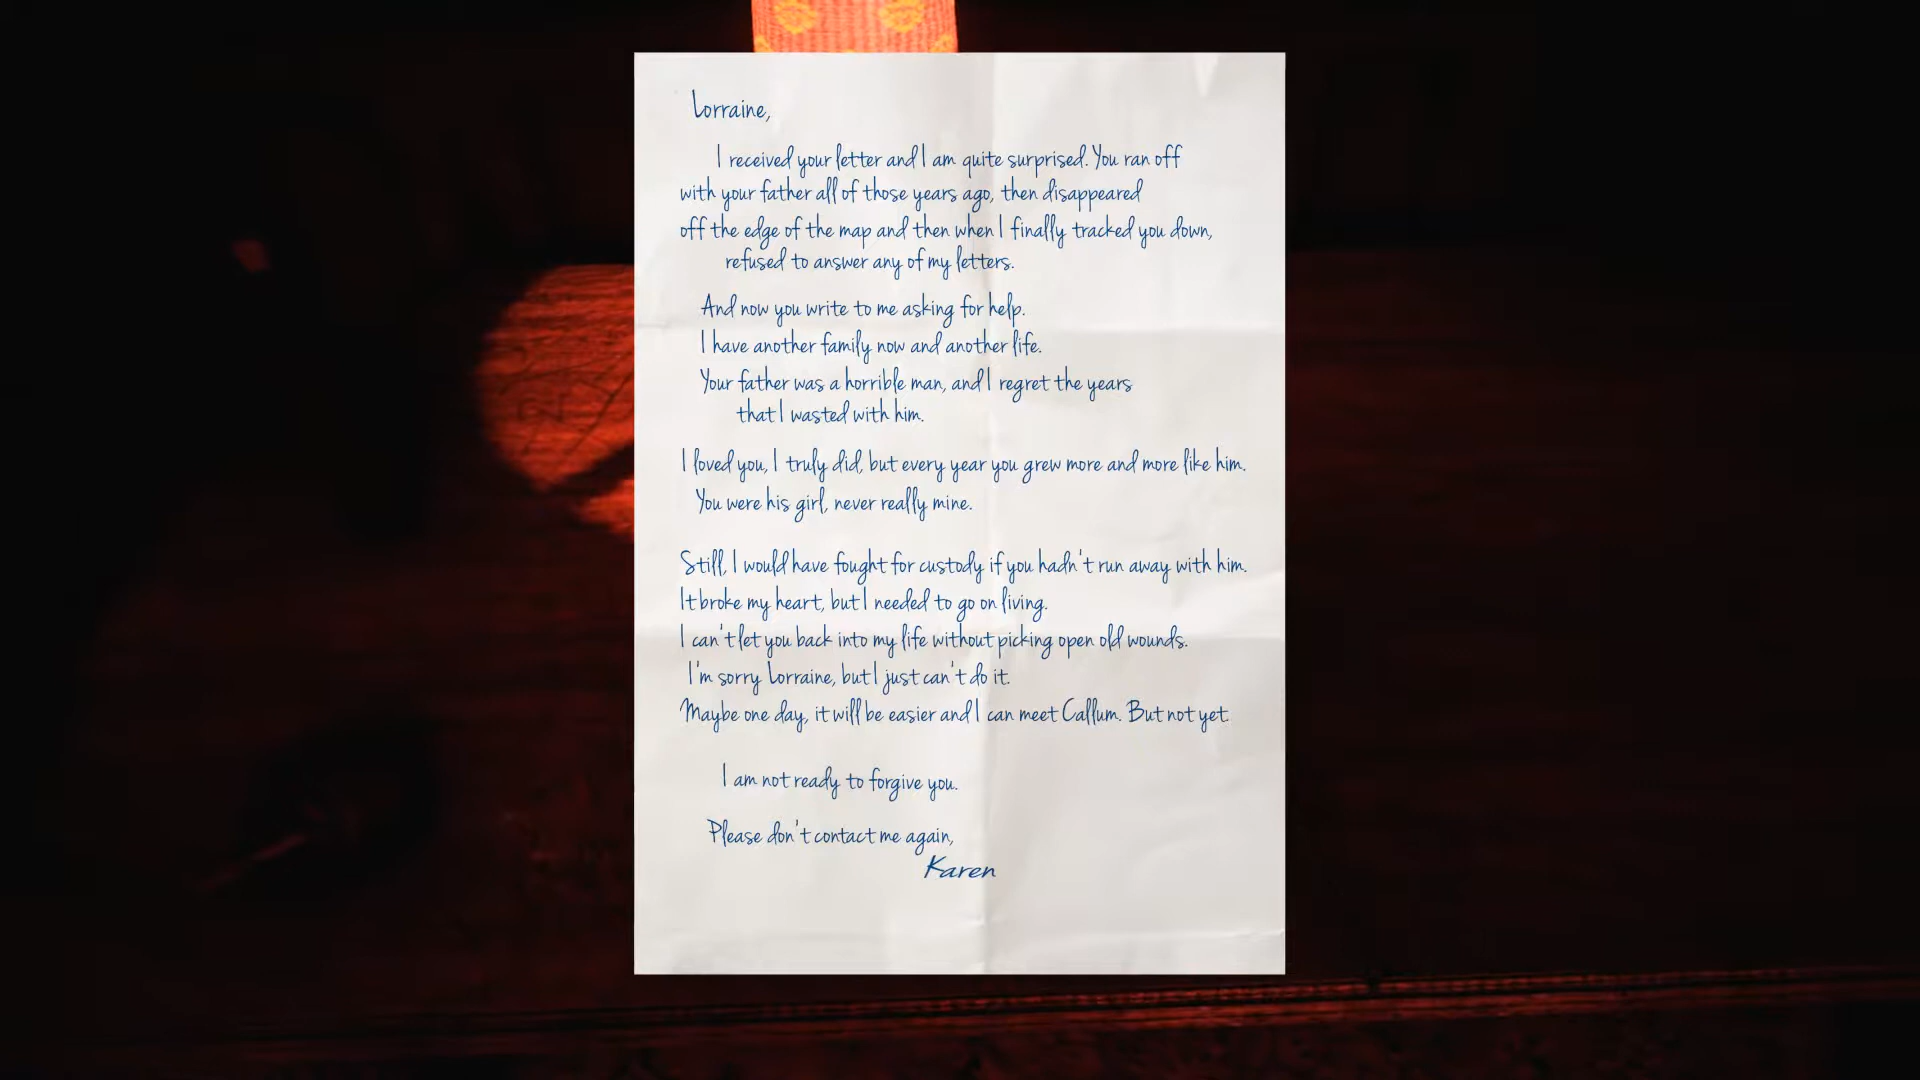 Lorraine,
I received your letter and I am quite surprised. You ran off
with your father all of those years ago, then disappeared
off the edge of the map and then when I finally tracked you down,
refused to answer any of my letters.
And now you write to me asking for help.
I have another family now and another life.
Your father was a horrible man, and I regret the years
that I wasted with him.
I loved you, I truly did, but every year you grew more and more like him.
You were his girl, never really mine.
Still, I would have fought for custody if you hadn't run away with him.
It broke my heart, but I needed to go on living.
I can't let you back into my life without picking open old wounds.
I'm sorry Lorraine, but I just can't do it.
Maybe one day, it will be easier and I can meet Callum. But not yet.
I am not ready to forgive you.
Please don't contact me again,
Karen